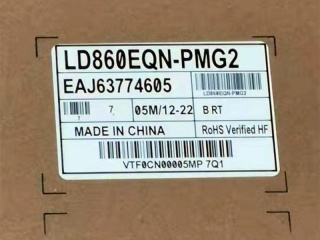 LD860EQN-PMG2
EAJ63774605
LD860EQN-PMG2
7 05M/12-22 B RT
MADE IN CHINA RoHS Verified HF
VTF0CN00005MP 7Q1